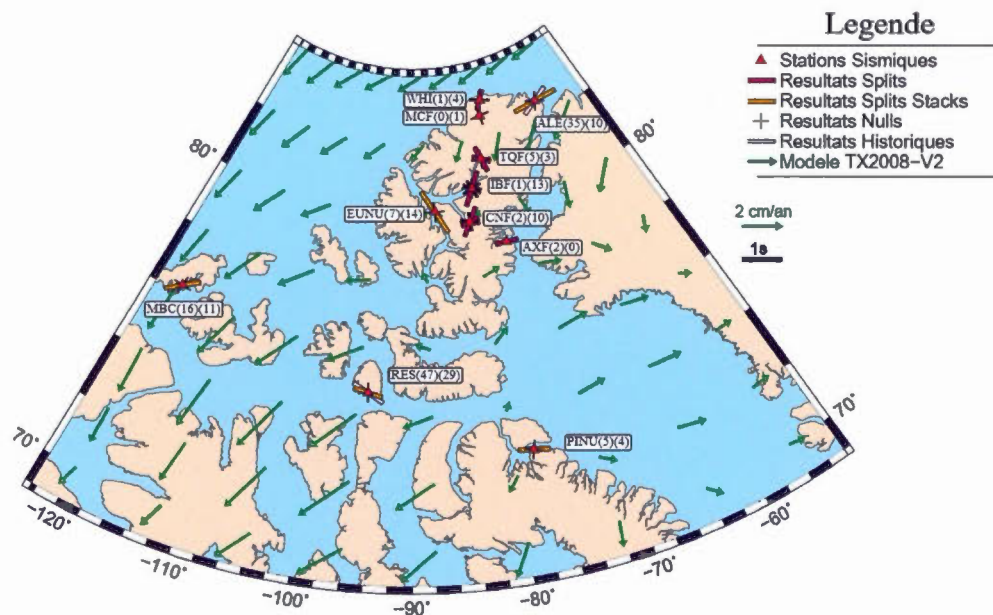 Legende
Stations Sismiques
Resultats Splits
Resultats Splits Stacks
Resultats Nulls
Resultats Historiques
Modele TX2008-V2
2 cm/an
1s
WHI(1)(4)
MCF(0)(1)
ALE(35)(10)
TQF(5)(3)
IBF(1)(13)
EUNU(7)(14)
CNF(2)(10)
AXF(2)(0)
MBC(16)(11)
RES(47)(29)
PINU(5)(4)
80°
80°
70°
70°
-120°
-110°
-100°
-90°
-80°
-70°
-60°